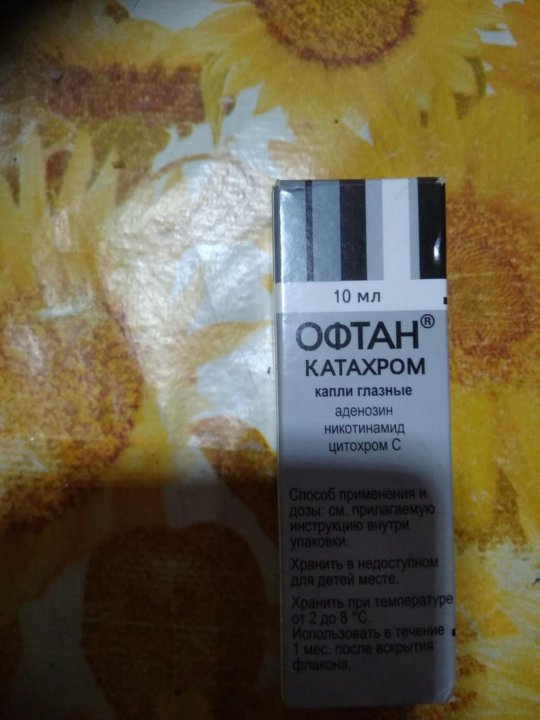 10 мл
ОФТАН®
КАТАХРОМ
капли глазные
аденозин
никотинамид
цитохром С
Способ применения и
дозы: см. прилагаемую
инструкцию внутри
упаковки.
Хранить в недоступном
для детей месте.
Хранить при температуре
от 2 до 8 °С.
Использовать в течение
1 мес. после вскрытия
флакона.